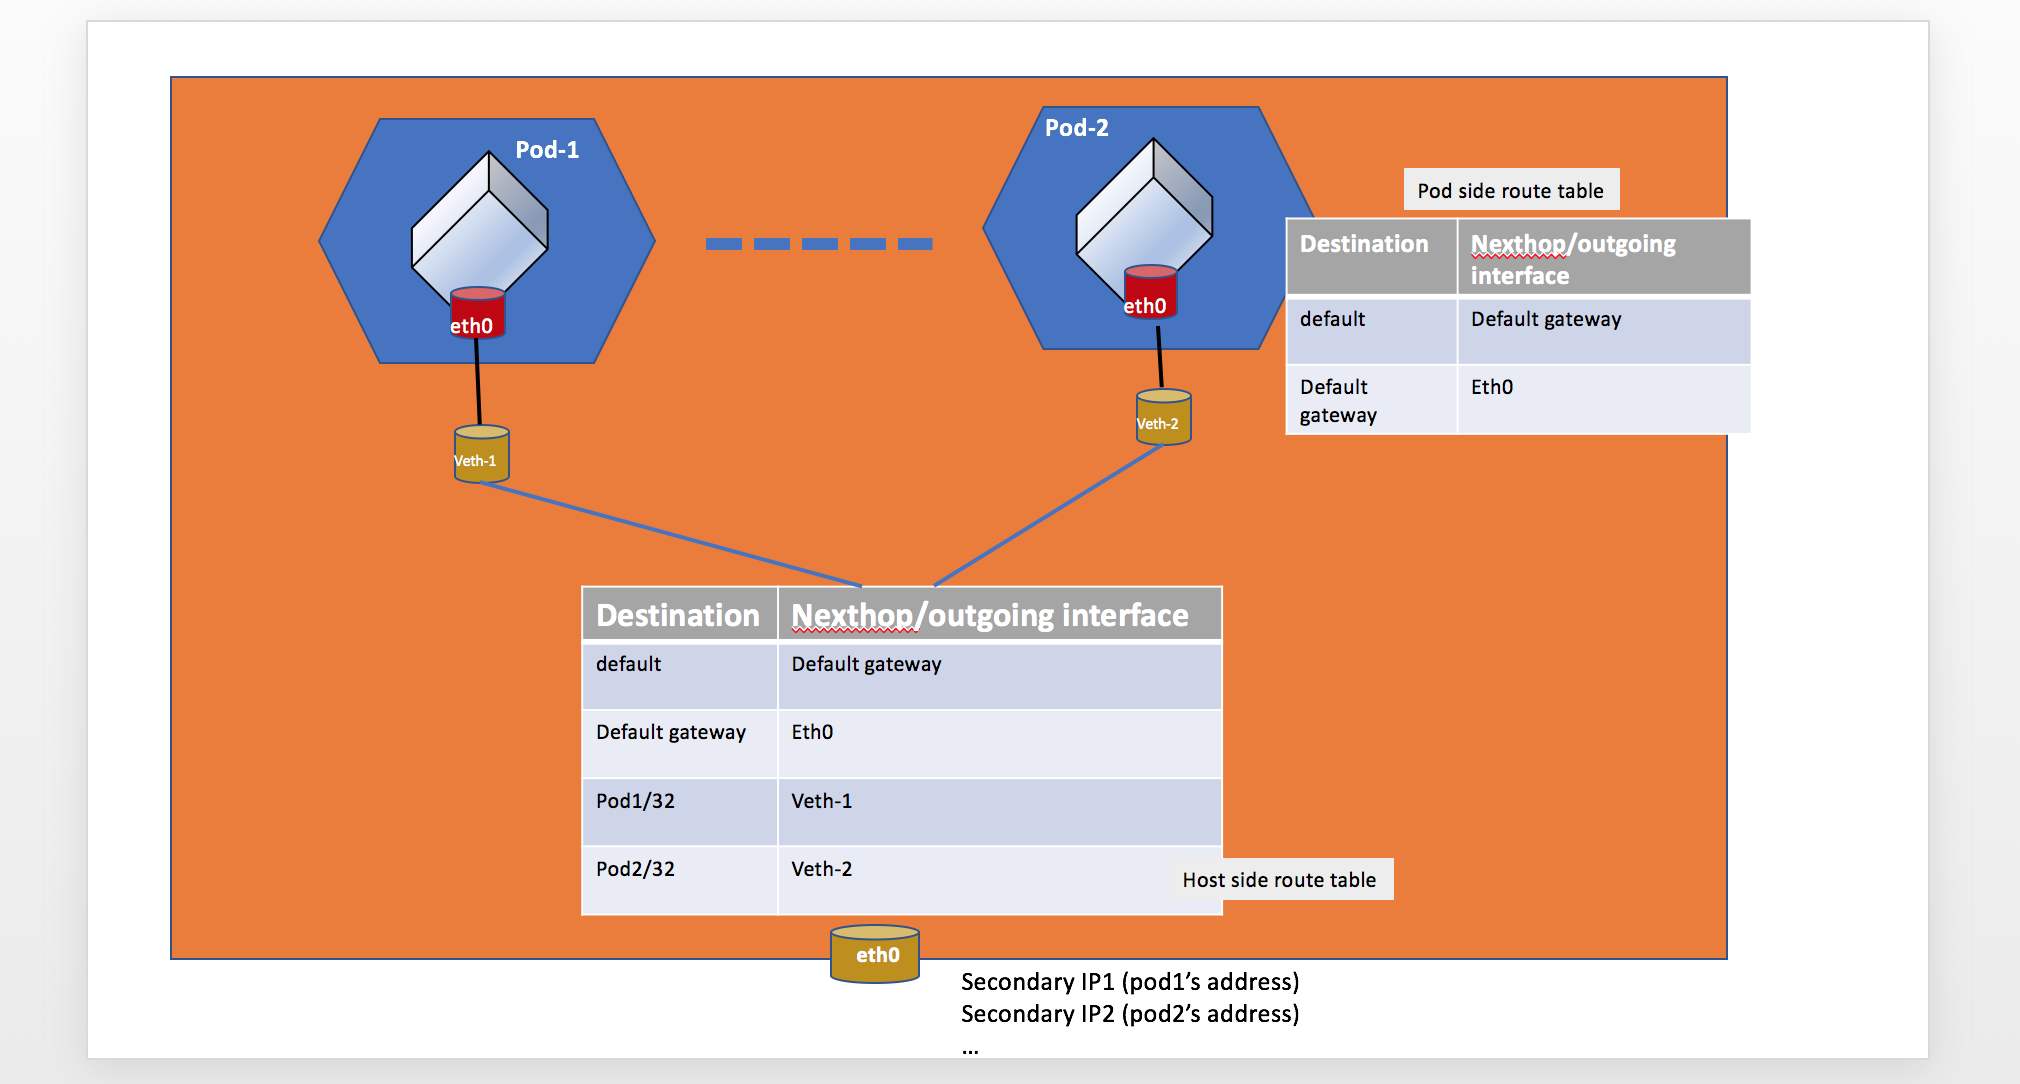 Pod-1
Pod-2
eth0
eth0
Veth-1
Veth-2
Pod side route table
Destination
Nexthop/outgoing
interface
default
Default gateway
Default
gateway
Eth0
Destination
Nexthop/outgoing interface
default
Default gateway
Default gateway
Eth0
Pod1/32
Veth-1
Pod2/32
Veth-2
Host side route table
eth0
Secondary IP1 (pod1’s address)
Secondary IP2 (pod2’s address)
...